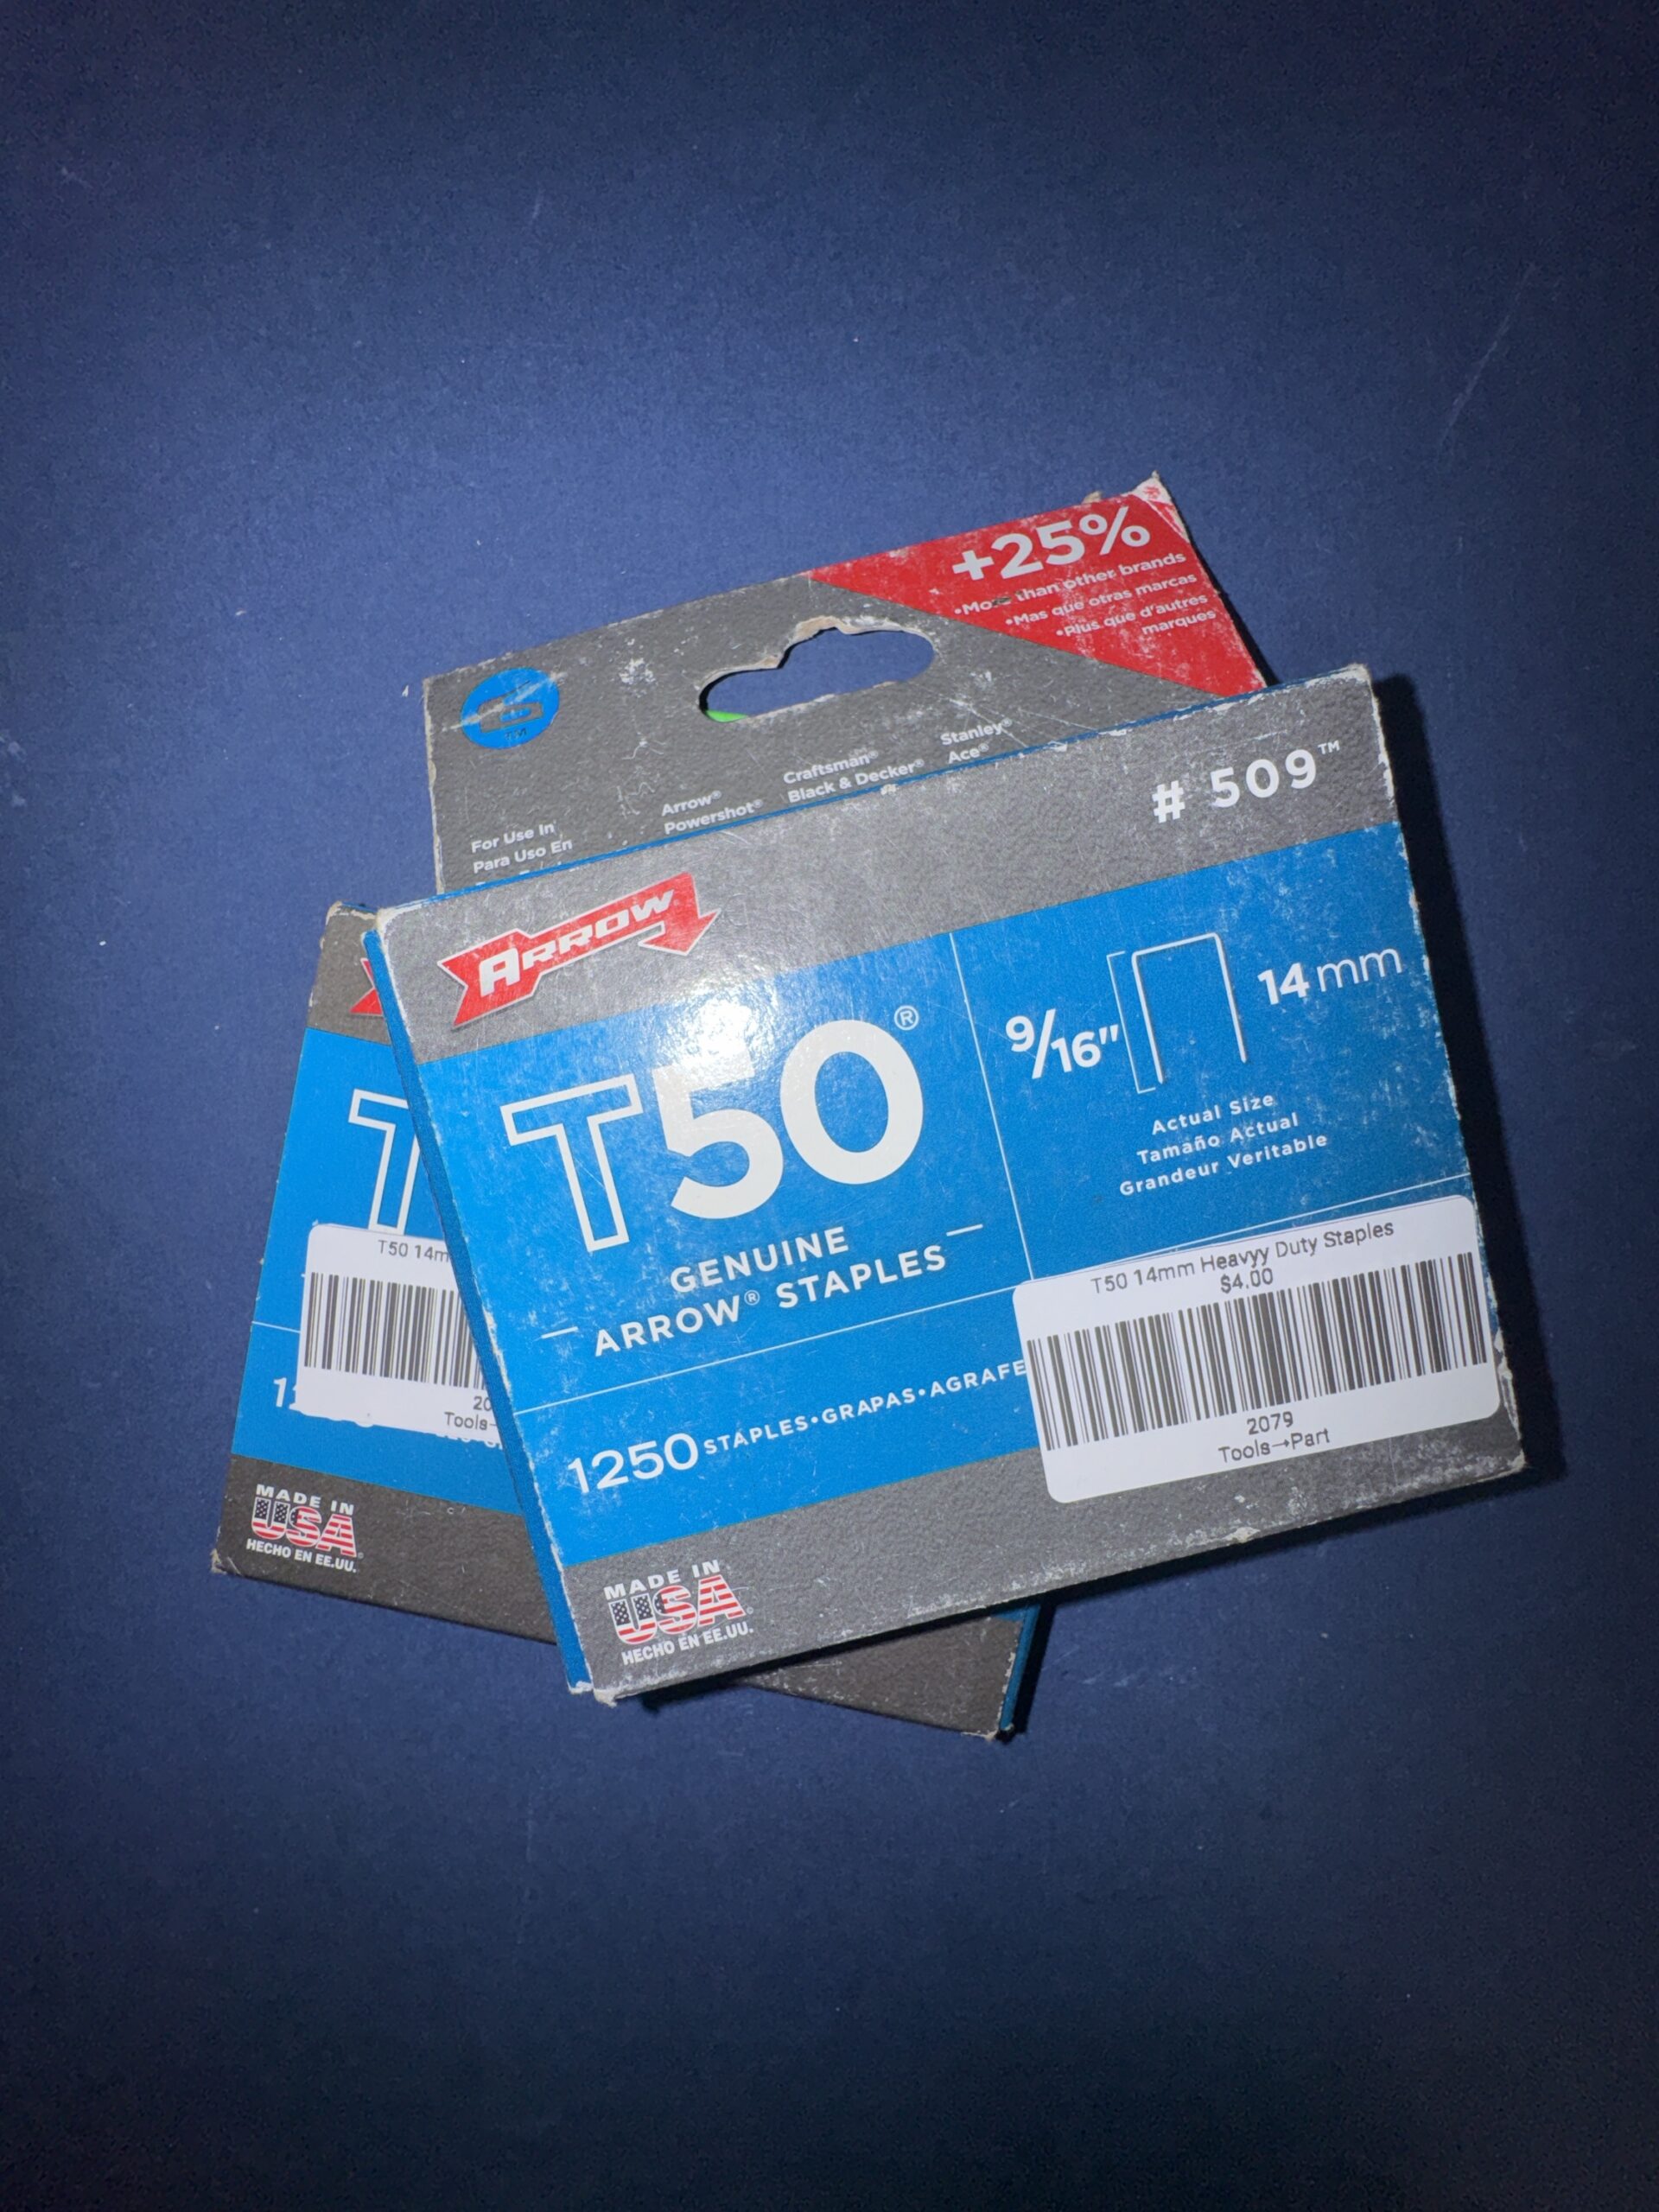 +25%
than other brands
•Mas que otras marcas
•Plus que d'autres
marques
For Use In
Para Uso En
Arrow®
Powershot®
Craftsman®
Black & Decker®
Stanley®
Ace®
# 509™
ARROW
T50®
GENUINE
ARROW® STAPLES
9/16"
14mm
Actual Size
Tamaño Actual
Grandeur Veritable
1250 STAPLES•GRAPAS•AGRAFE
T50 14mm Heavyy Duty Staples
$4.00
2079
Tools→Part
MADE IN
USA
HECHO EN EE.UU.
T
T50 14m
20
Tools→
MADE IN
USA
HECHO EN EE.UU.